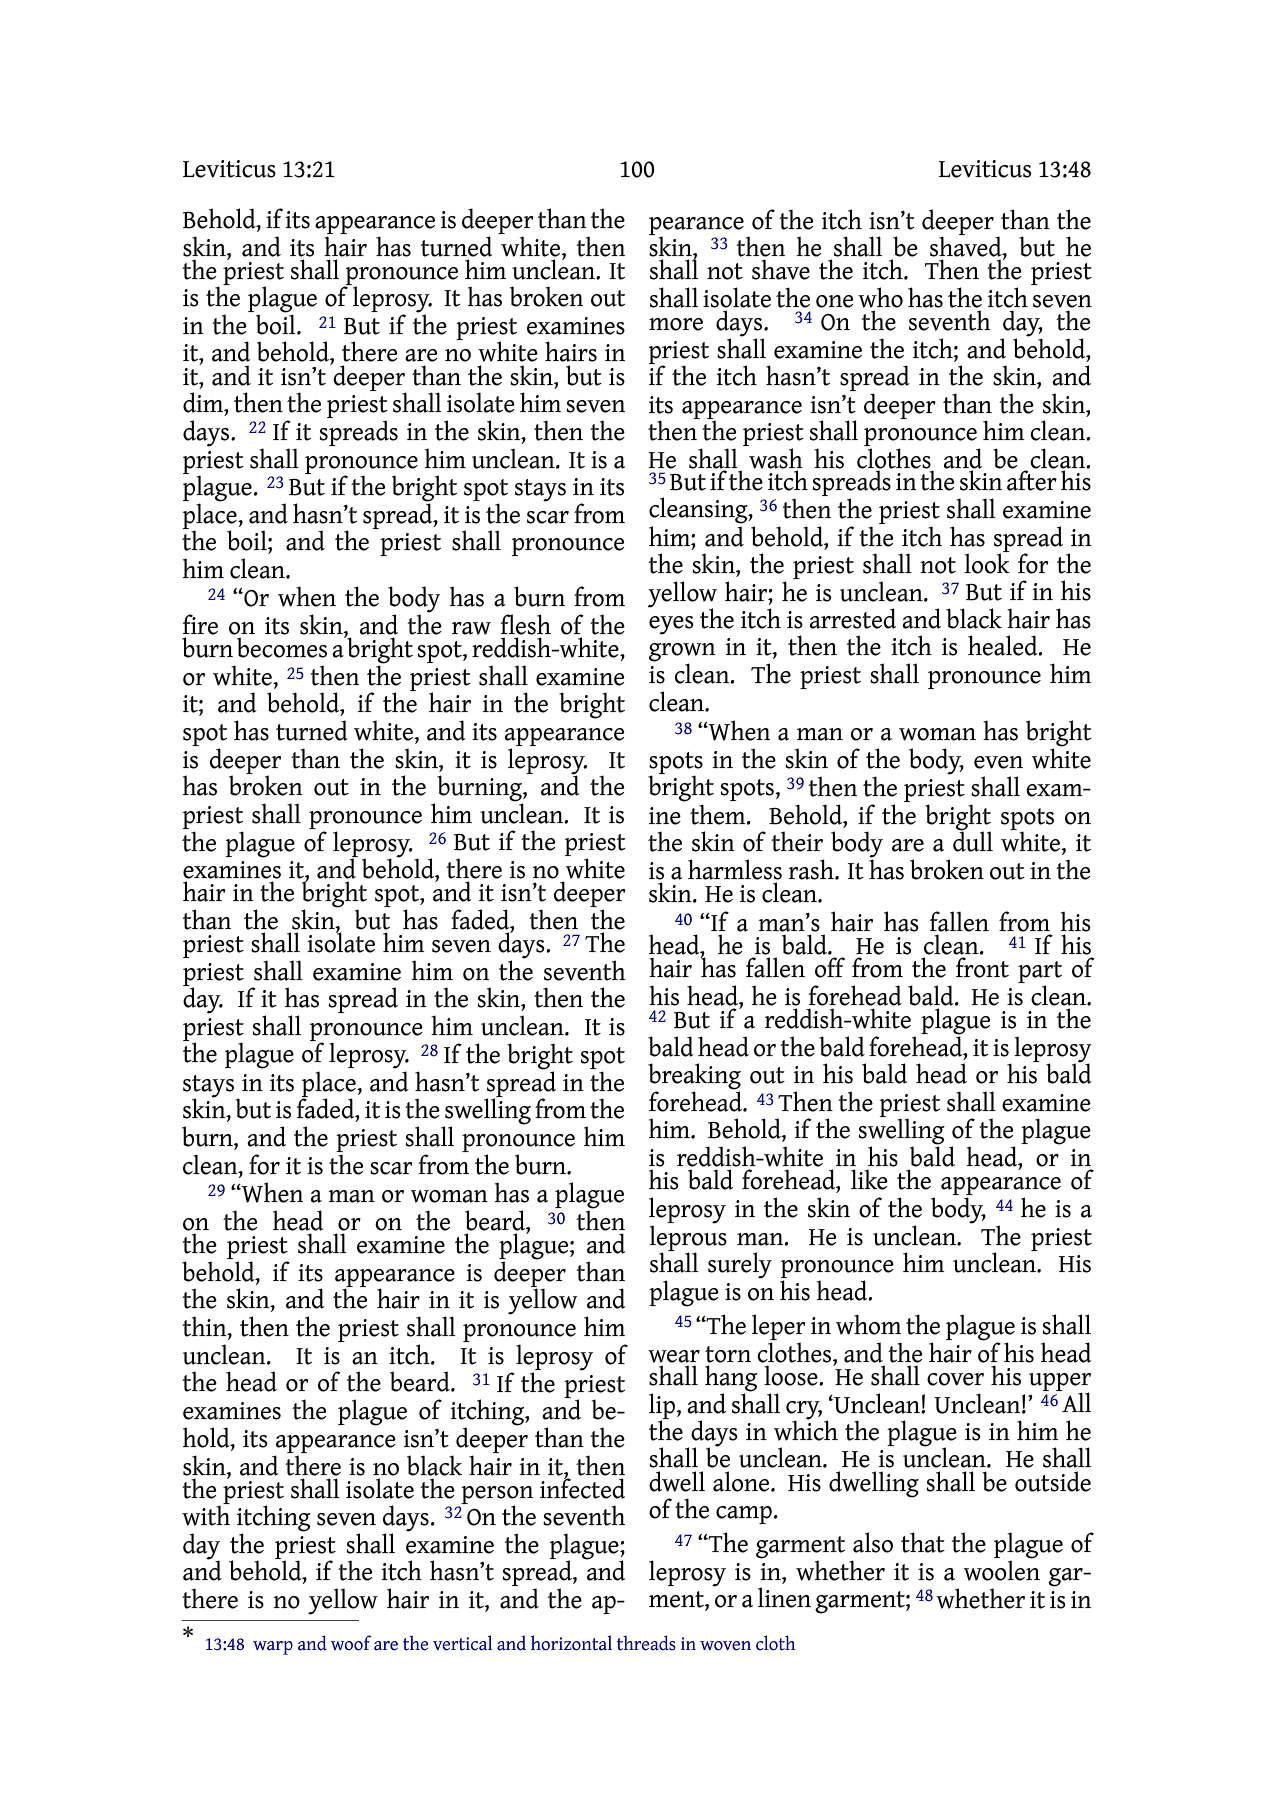 Leviticus 13:21 100 Leviticus 13:48
Behold, if its appearance is deeper than the
skin, and its hair has turned white, then
the priest shall pronounce him unclean. It
is the plague of leprosy. It has broken out
in the boil. 21 But if the priest examines
it, and behold, there are no white hairs in
it, and it isn’t deeper than the skin, but is
dim, then the priest shall isolate him seven
days. 22 If it spreads in the skin, then the
priest shall pronounce him unclean. It is a
plague. 23 But if the bright spot stays in its
place, and hasn’t spread, it is the scar from
the boil; and the priest shall pronounce
him clean.
24 “Or when the body has a burn from
fire on its skin, and the raw flesh of the
burn becomes a bright spot, reddish-white,
or white, 25 then the priest shall examine
it; and behold, if the hair in the bright
spot has turned white, and its appearance
is deeper than the skin, it is leprosy. It
has broken out in the burning, and the
priest shall pronounce him unclean. It is
the plague of leprosy. 26 But if the priest
examines it, and behold, there is no white
hair in the bright spot, and it isn’t deeper
than the skin, but has faded, then the
priest shall isolate him seven days. 27 The
priest shall examine him on the seventh
day. If it has spread in the skin, then the
priest shall pronounce him unclean. It is
the plague of leprosy. 28 If the bright spot
stays in its place, and hasn’t spread in the
skin, but is faded, it is the swelling from the
burn, and the priest shall pronounce him
clean, for it is the scar from the burn.
29 “When a man or woman has a plague
on the head or on the beard, 30 then
the priest shall examine the plague; and
behold, if its appearance is deeper than
the skin, and the hair in it is yellow and
thin, then the priest shall pronounce him
unclean. It is an itch. It is leprosy of
the head or of the beard. 31 If the priest
examines the plague of itching, and be-
hold, its appearance isn’t deeper than the
skin, and there is no black hair in it, then
the priest shall isolate the person infected
with itching seven days. 32 On the seventh
day the priest shall examine the plague;
and behold, if the itch hasn’t spread, and
there is no yellow hair in it, and the ap-
pearance of the itch isn’t deeper than the
skin, 33 then he shall be shaved, but he
shall not shave the itch. Then the priest
shall isolate the one who has the itch seven
more days. 34 On the seventh day, the
priest shall examine the itch; and behold,
if the itch hasn’t spread in the skin, and
its appearance isn’t deeper than the skin,
then the priest shall pronounce him clean.
He shall wash his clothes and be clean.
35 But if the itch spreads in the skin after his
cleansing, 36 then the priest shall examine
him; and behold, if the itch has spread in
the skin, the priest shall not look for the
yellow hair; he is unclean. 37 But if in his
eyes the itch is arrested and black hair has
grown in it, then the itch is healed. He
is clean. The priest shall pronounce him
clean.
38 “When a man or a woman has bright
spots in the skin of the body, even white
bright spots, 39 then the priest shall exam-
ine them. Behold, if the bright spots on
the skin of their body are a dull white, it
is a harmless rash. It has broken out in the
skin. He is clean.
40 “If a man’s hair has fallen from his
head, he is bald. He is clean. 41 If his
hair has fallen off from the front part of
his head, he is forehead bald. He is clean.
42 But if a reddish-white plague is in the
bald head or the bald forehead, it is leprosy
breaking out in his bald head or his bald
forehead. 43 Then the priest shall examine
him. Behold, if the swelling of the plague
is reddish-white in his bald head, or in
his bald forehead, like the appearance of
leprosy in the skin of the body, 44 he is a
leprous man. He is unclean. The priest
shall surely pronounce him unclean. His
plague is on his head.
45 “The leper in whom the plague is shall
wear torn clothes, and the hair of his head
shall hang loose. He shall cover his upper
lip, and shall cry, ‘Unclean! Unclean!’ 46 All
the days in which the plague is in him he
shall be unclean. He is unclean. He shall
dwell alone. His dwelling shall be outside
of the camp.
47 “The garment also that the plague of
leprosy is in, whether it is a woolen gar-
ment, or a linen garment; 48 whether it is in
* 13:48 warp and woof are the vertical and horizontal threads in woven cloth